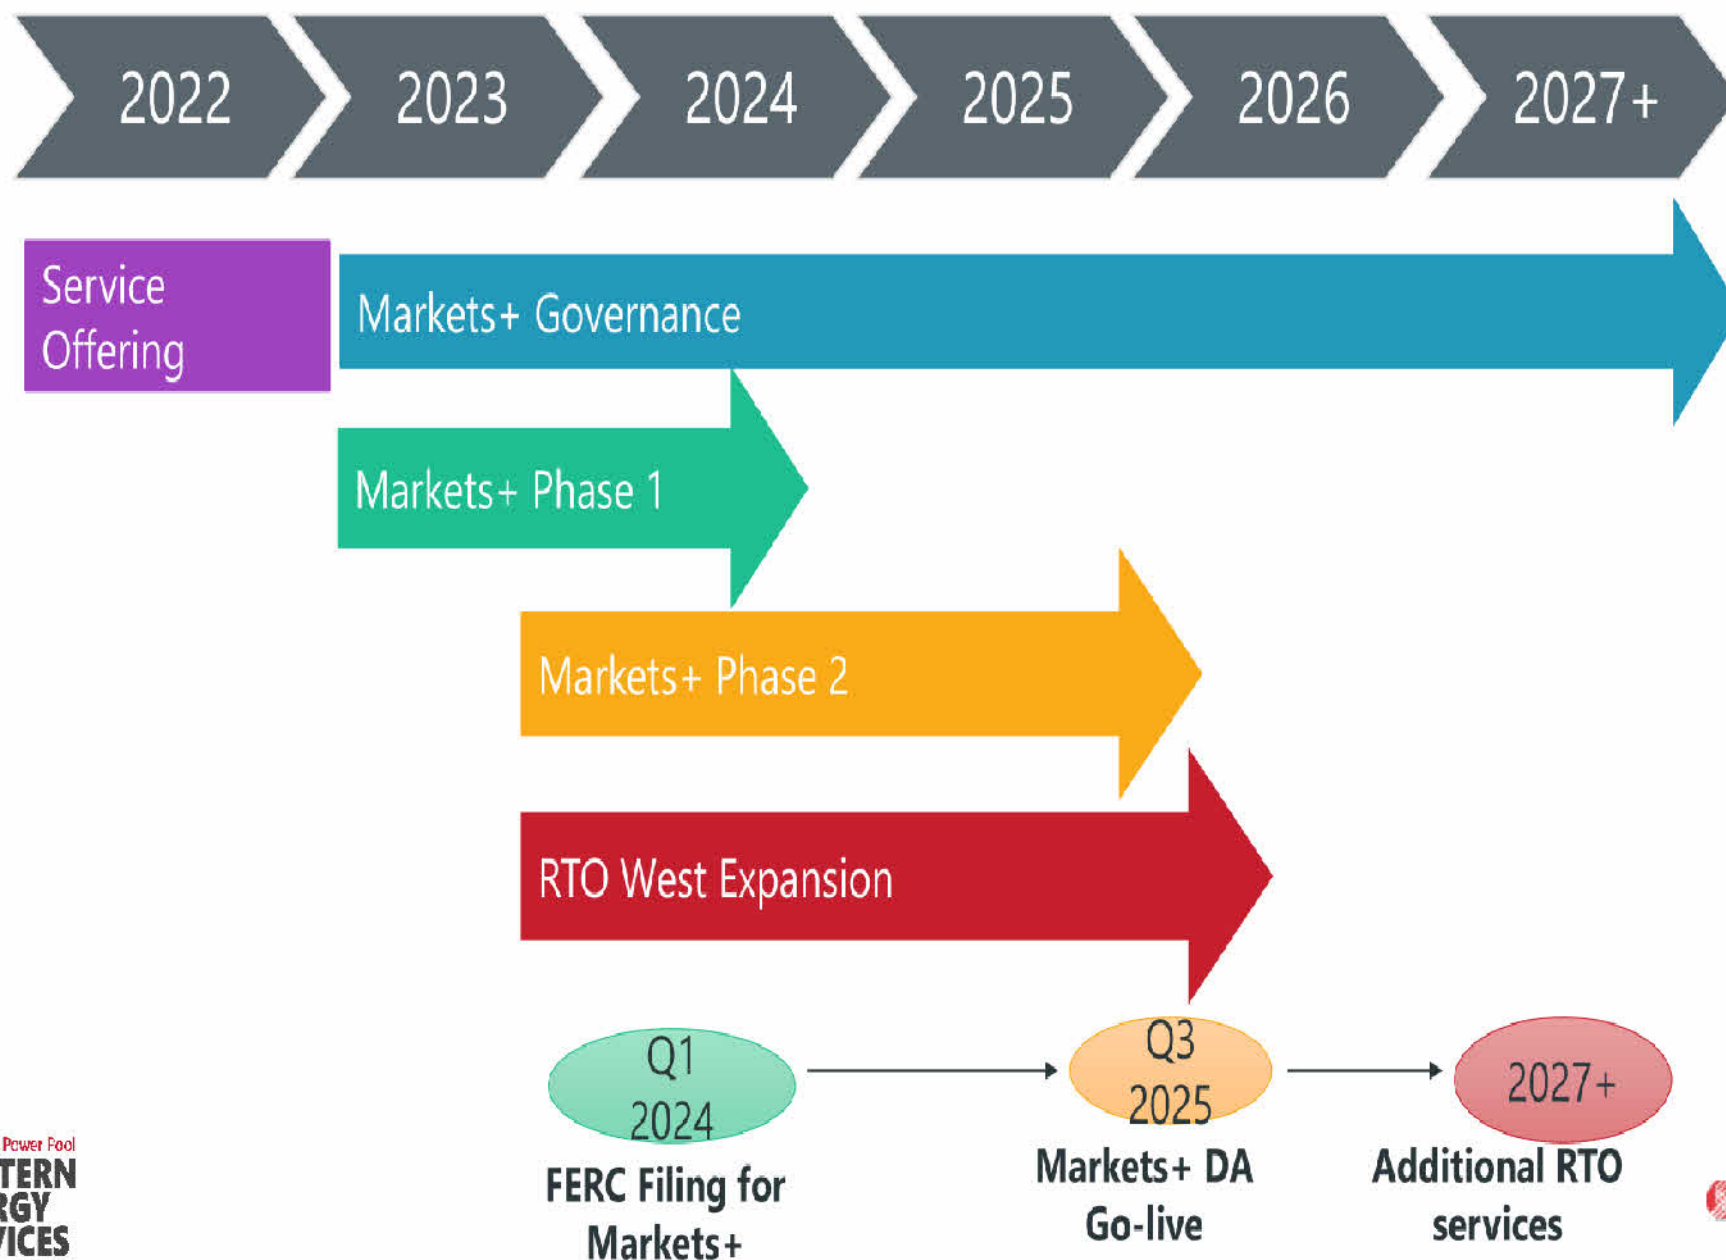 2022
2023
2024
2025
2026
2027+
Service
Offering
Markets+ Governance
Markets+ Phase 1
Markets+ Phase 2
RTO West Expansion
Q1
2024
FERC Filing for
Markets+
Q3
2025
Markets+ DA
Go-live
2027+
Additional RTO
services
Power Pool
TERN
RGY
VICES